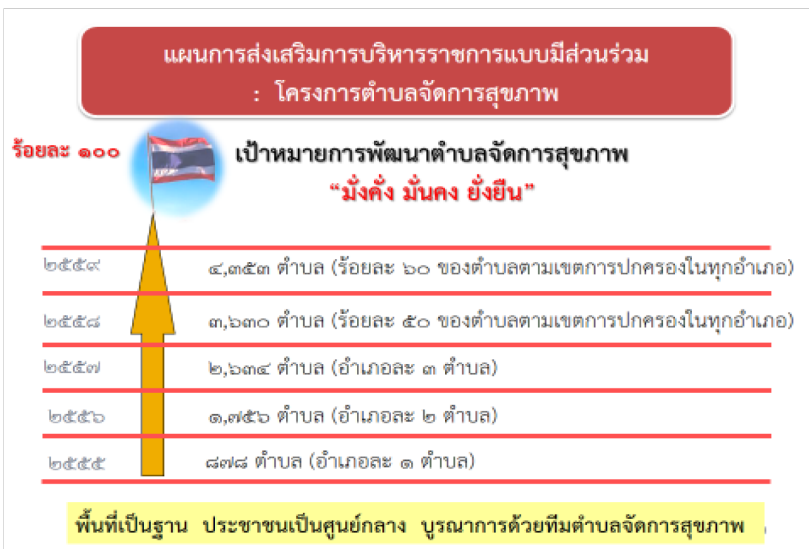 แผนการส่งเสริมการบริหารราชการแบบมีส่วนร่วม
: โครงการตำบลจัดการสุขภาพ
ร้อยละ ๑๐๐
เป้าหมายการพัฒนาตำบลจัดการสุขภาพ
“มั่งคั่ง มั่นคง ยั่งยืน”
๒๕๕๙ ๔,๓๕๓ ตำบล (ร้อยละ ๖๐ ของตำบลตามเขตการปกครองในทุกอำเภอ)
๒๕๕๘ ๓,๖๓๐ ตำบล (ร้อยละ ๕๐ ของตำบลตามเขตการปกครองในทุกอำเภอ)
๒๕๕๗ ๒,๖๓๔ ตำบล (อำเภอละ ๓ ตำบล)
๒๕๕๖ ๑,๗๕๖ ตำบล (อำเภอละ ๒ ตำบล)
๒๕๕๕ ๘๗๘ ตำบล (อำเภอละ ๑ ตำบล)
พื้นที่เป็นฐาน ประชาชนเป็นศูนย์กลาง บูรณาการด้วยทีมตำบลจัดการสุขภาพ